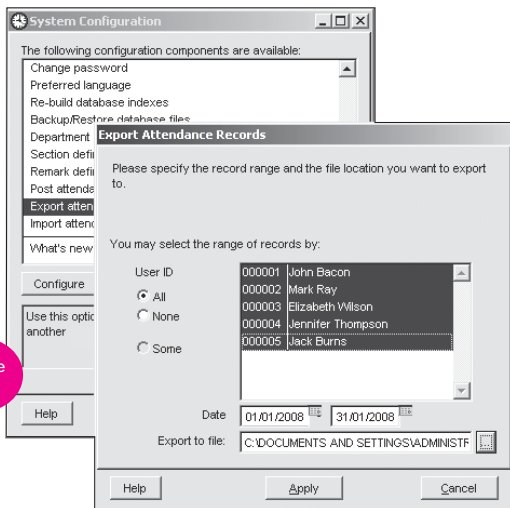 System Configuration
The following configuration components are available:
Change password
Preferred language
Re-build database indexes
Backup/Restore database files
Department
Section defi
Remark defi
Post attenda
Export atten
Import attend
What's new
Configure
Use this optic
another
e
Help
Export Attendance Records
Please specify the record range and the file location you want to export
to.
You may select the range of records by:
User ID
All
None
Some
000001 John Bacon
000002 Mark Ray
000003 Elizabeth Wilson
000004 Jennifer Thompson
000005 Jack Burns
Date 01/01/2008 31/01/2008
Export to file: C:\DOCUMENTS AND SETTINGS\ADMINISTR
...
Help Apply Cancel